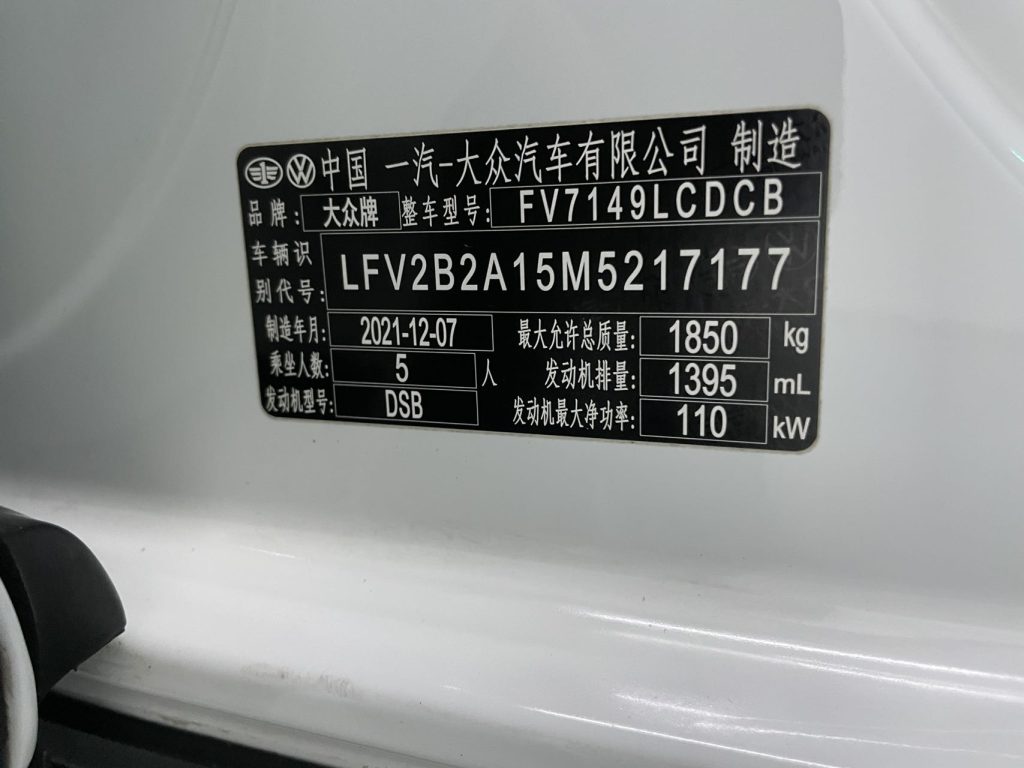 中国 一汽-大众汽车有限公司 制造
品牌: 大众牌 整车型号: FV7149LCDCB
车辆识别代号: LFV2B2A15M5217177
制造年月: 2021-12-07 最大允许总质量: 1850 kg
乘坐人数: 5 人 发动机排量: 1395 mL
发动机型号: DSB 发动机最大净功率: 110 kW